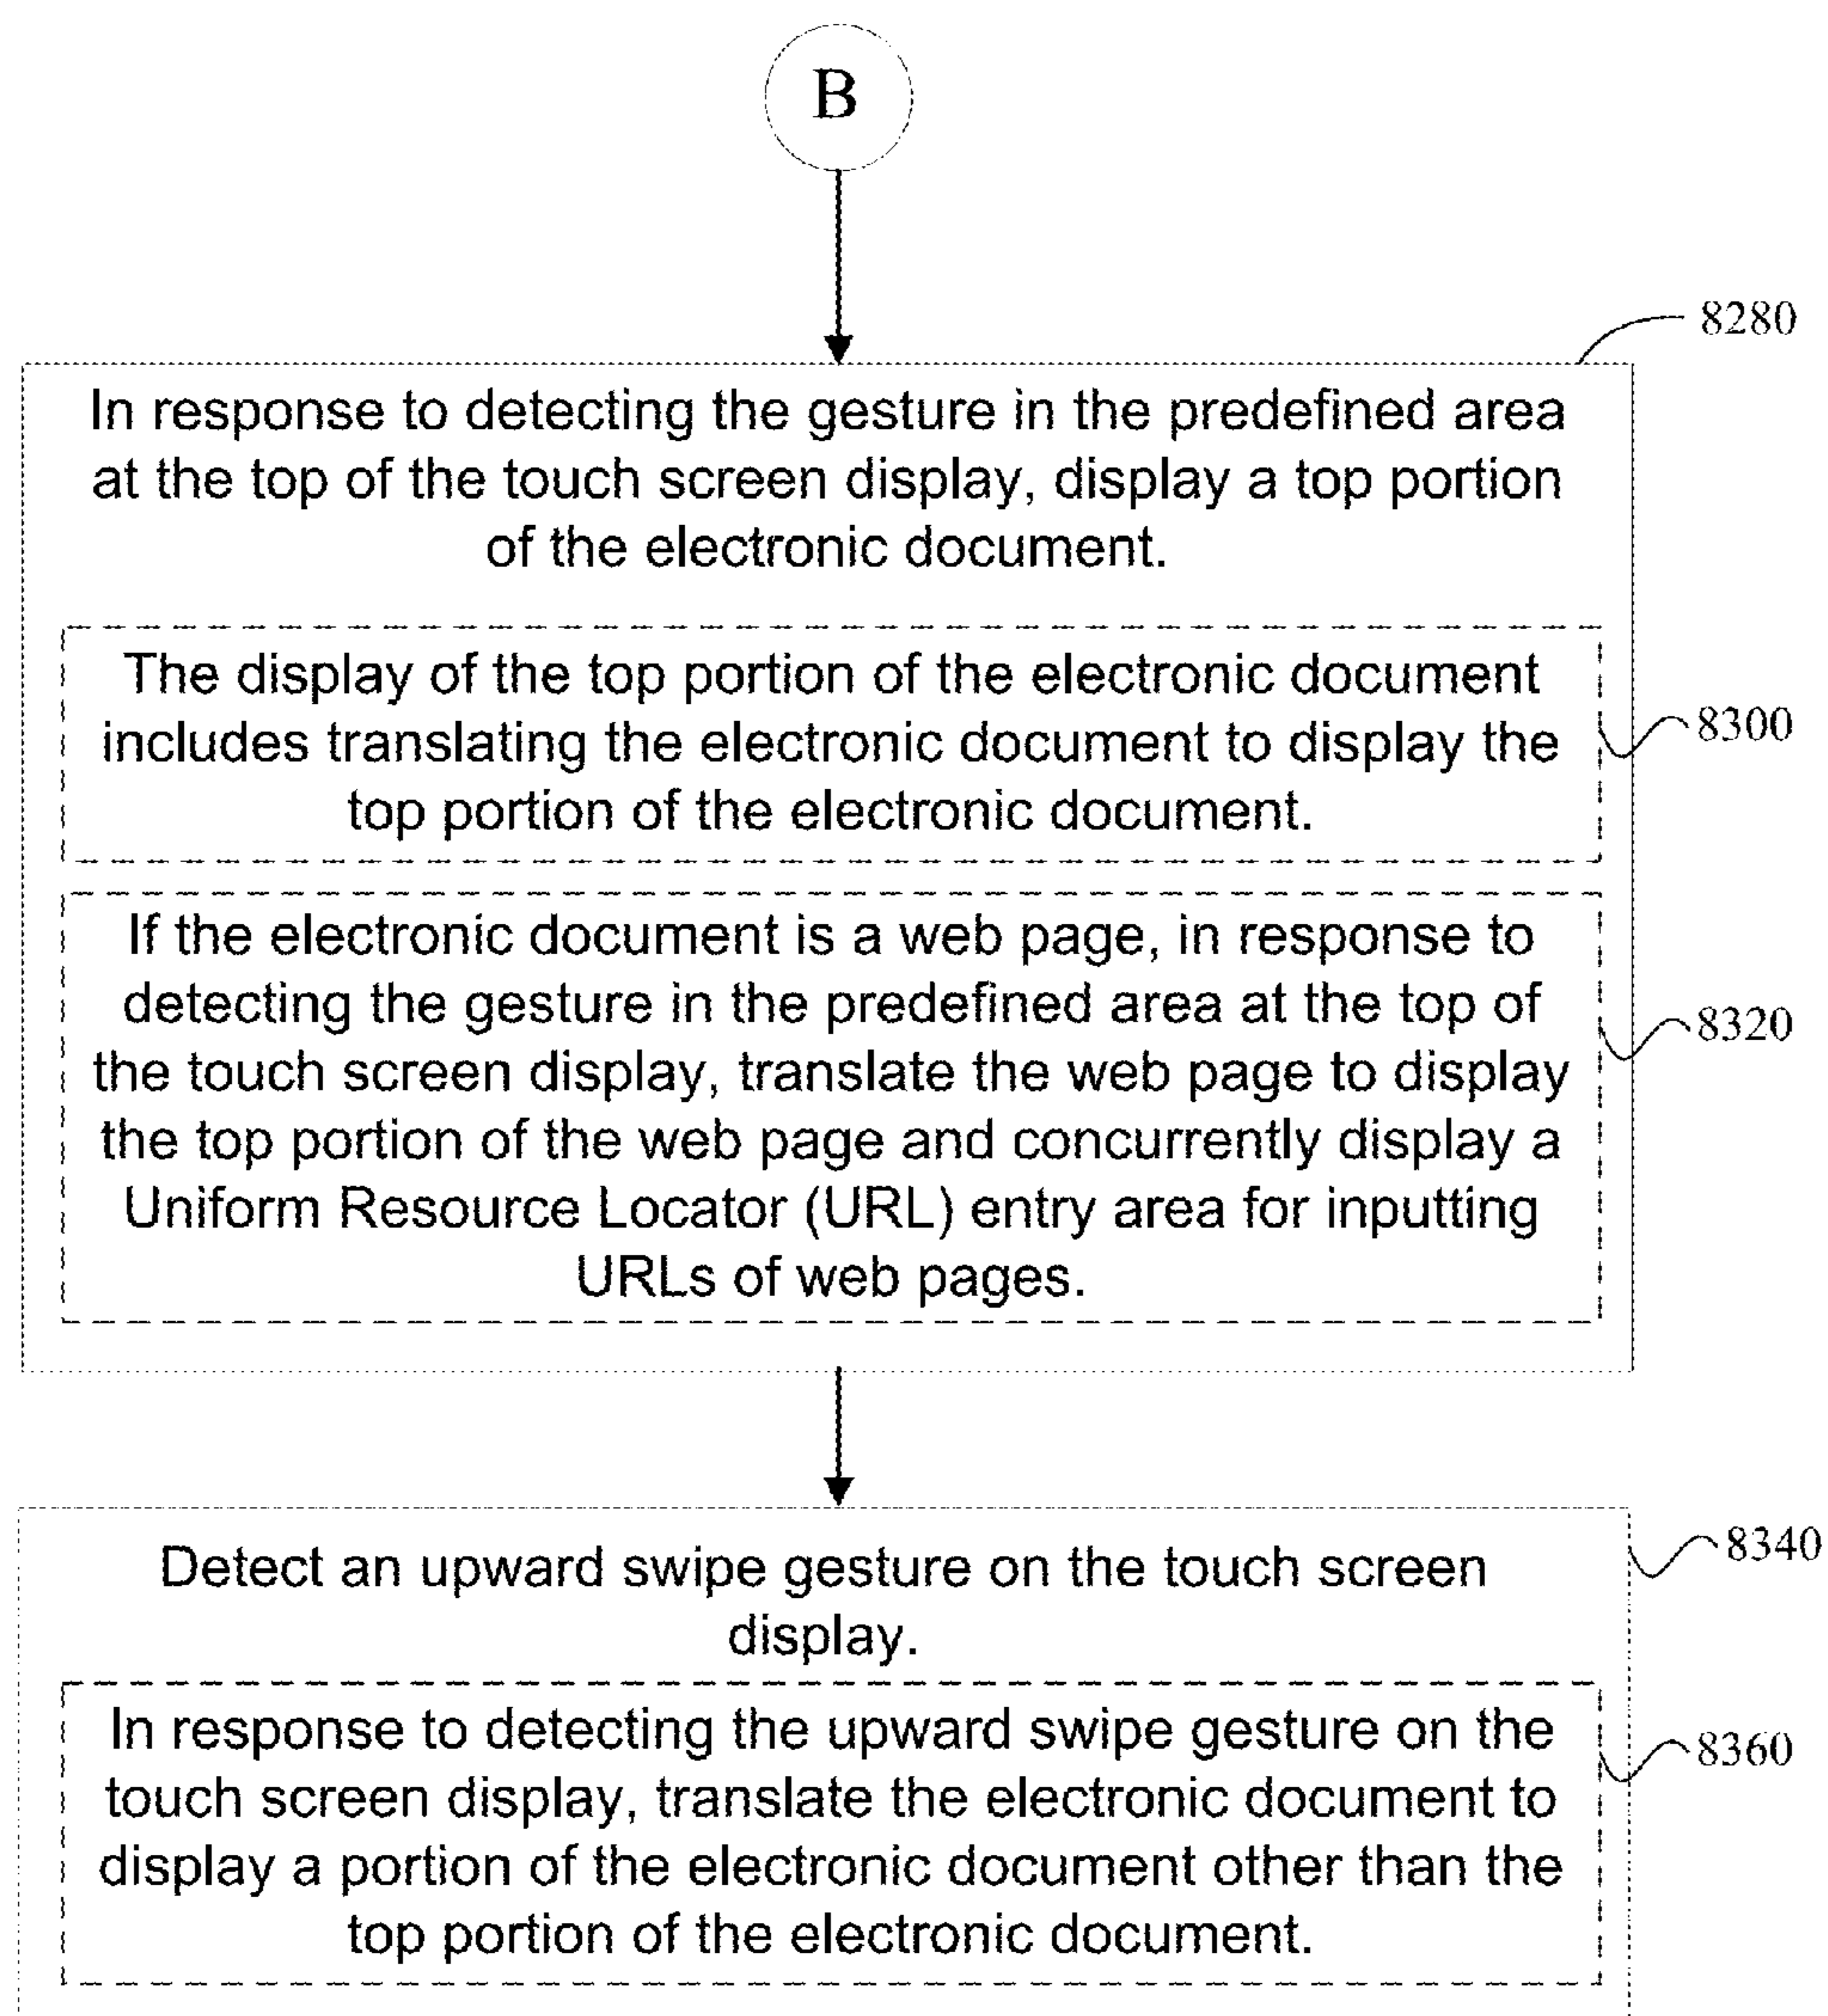 B
8280
In response to detecting the gesture in the predefined area
at the top of the touch screen display, display a top portion
of the electronic document.
The display of the top portion of the electronic document
includes translating the electronic document to display the
top portion of the electronic document.
8300
If the electronic document is a web page, in response to
detecting the gesture in the predefined area at the top of
the touch screen display, translate the web page to display
the top portion of the web page and concurrently display a
Uniform Resource Locator (URL) entry area for inputting
URLs of web pages.
8320
Detect an upward swipe gesture on the touch screen
display.
8340
In response to detecting the upward swipe gesture on the
touch screen display, translate the electronic document to
display a portion of the electronic document other than the
top portion of the electronic document.
8360